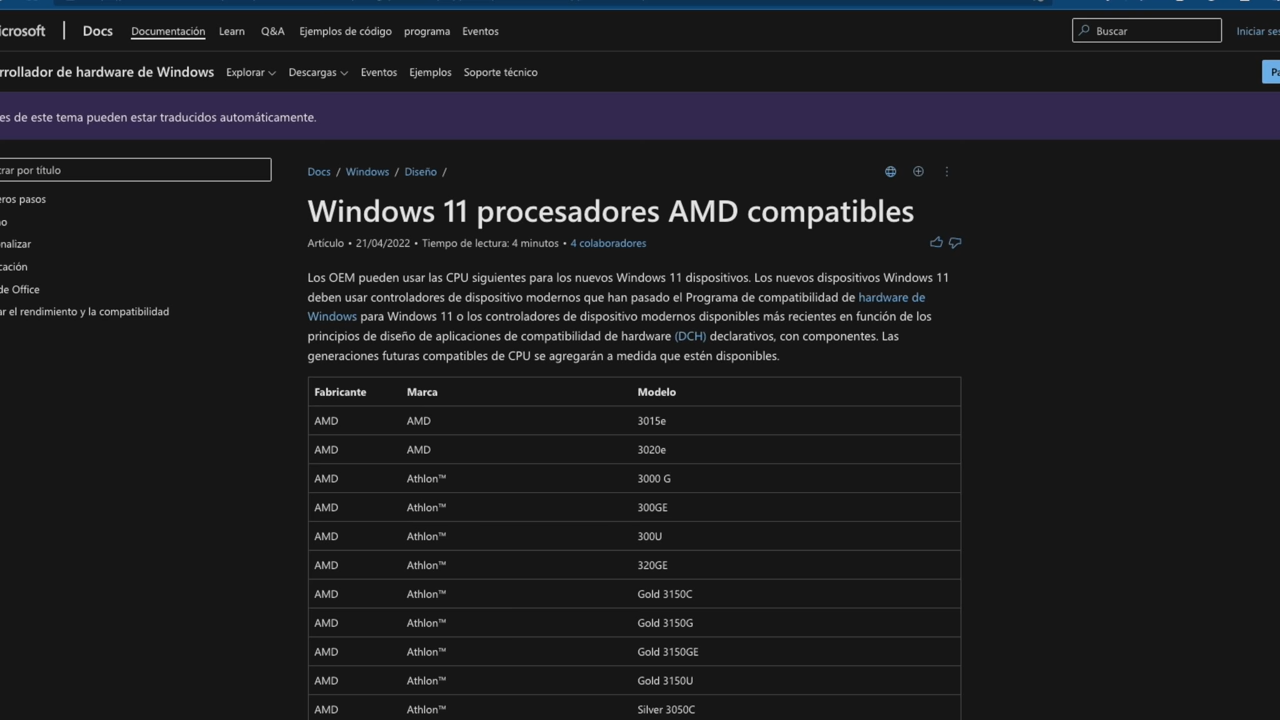 Docs Documentación Learn Q&A Ejemplos de código programa Eventos Buscar Iniciar
de hardware de Windows Explorar Descargas Eventos Ejemplos Soporte técnico
de este tema pueden estar traducidos automáticamente.
por título
pasos
de Office
el rendimiento y la compatibilidad
Docs / Windows / Diseño /
Windows 11 procesadores AMD compatibles
Artículo • 21/04/2022 • Tiempo de lectura: 4 minutos • 4 colaboradores
Los OEM pueden usar las CPU siguientes para los nuevos Windows 11 dispositivos. Los nuevos dispositivos Windows 11
deben usar controladores de dispositivo modernos que han pasado el Programa de compatibilidad de hardware de
Windows para Windows 11 o los controladores de dispositivo modernos disponibles más recientes en función de los
principios de diseño de aplicaciones de compatibilidad de hardware (DCH) declarativos, con componentes. Las
generaciones futuras compatibles de CPU se agregarán a medida que estén disponibles.
Fabricante Marca Modelo
AMD AMD 3015e
AMD AMD 3020e
AMD Athlon™ 3000 G
AMD Athlon™ 300GE
AMD Athlon™ 300U
AMD Athlon™ 320GE
AMD Athlon™ Gold 3150C
AMD Athlon™ Gold 3150G
AMD Athlon™ Gold 3150GE
AMD Athlon™ Gold 3150U
AMD Athlon™ Silver 3050C